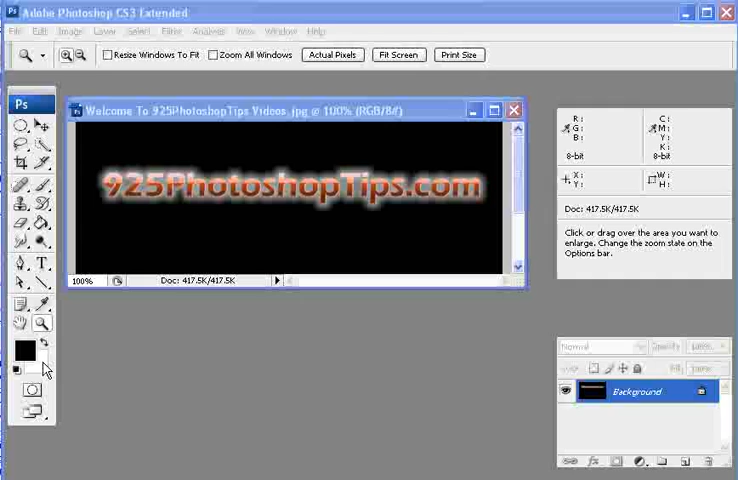 Ps Adobe Photoshop CS3 Extended
File Edit Image Layer Select Filter Analysis View Window Help
Resize Windows To Fit Zoom All Windows Actual Pixels Fit Screen Print Size
Ps
Welcome To 925PhotoshopTips Videos.jpg @ 100% (RGB/8#)
925PhotoshopTips.com
100% Doc: 417.5K/417.5K
R: C:
G: M:
B: Y:
K:
8-bit 8-bit
X: W:
Y: H:
Doc: 417.5K/417.5K
Click or drag over the area you want to
enlarge. Change the zoom state on the
Options bar.
Normal Opacity:
Fill:
Background